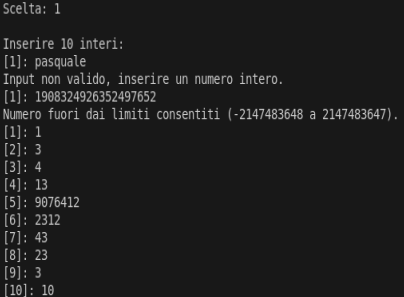 Scelta: 1
Inserire 10 interi:
[1]: pasquale
Input non valido, inserire un numero intero.
[1]: 1908324926352497652
Numero fuori dai limiti consentiti (-2147483648 a 2147483647).
[1]: 1
[2]: 3
[3]: 4
[4]: 13
[5]: 9076412
[6]: 2312
[7]: 43
[8]: 23
[9]: 3
[10]: 10